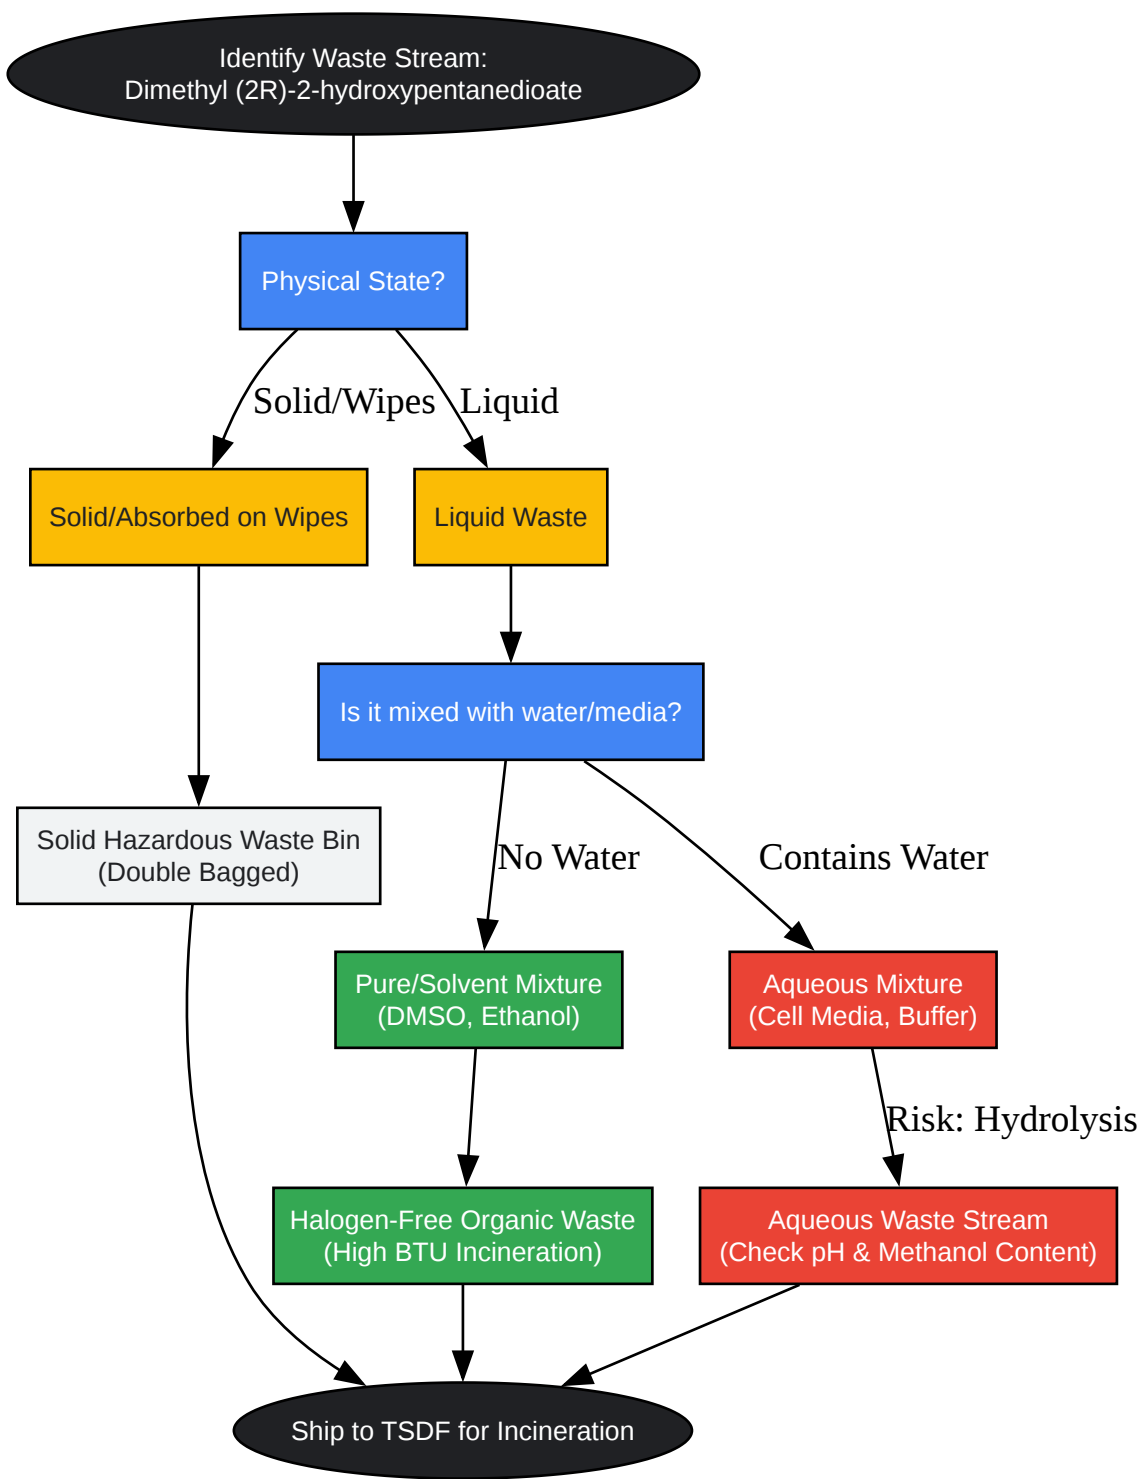 Identify Waste Stream:
Dimethyl (2R)-2-hydroxypentanedioate
Physical State?
Solid/Wipes
Liquid
Solid/Absorbed on Wipes
Liquid Waste
Is it mixed with water/media?
Solid Hazardous Waste Bin
(Double Bagged)
No Water
Contains Water
Pure/Solvent Mixture
(DMSO, Ethanol)
Aqueous Mixture
(Cell Media, Buffer)
Risk: Hydrolysis
Halogen-Free Organic Waste
(High BTU Incineration)
Aqueous Waste Stream
(Check pH & Methanol Content)
Ship to TSDF for Incineration